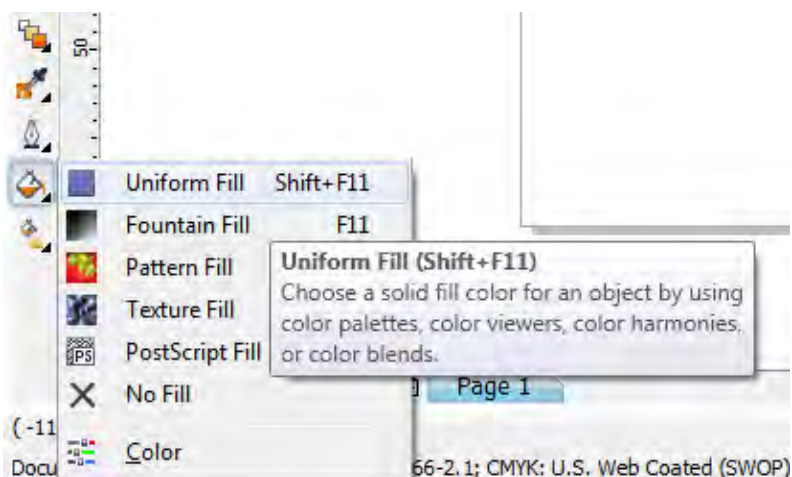 50
Uniform Fill Shift+F11
Fountain Fill F11
Pattern Fill
Texture Fill
PS PostScript Fill
No Fill
Color
Uniform Fill (Shift+F11)
Choose a solid fill color for an object by using
color palettes, color viewers, color harmonies,
or color blends.
Page 1
( -11
Docu
66-2.1; CMYK: U.S. Web Coated (SWOP)